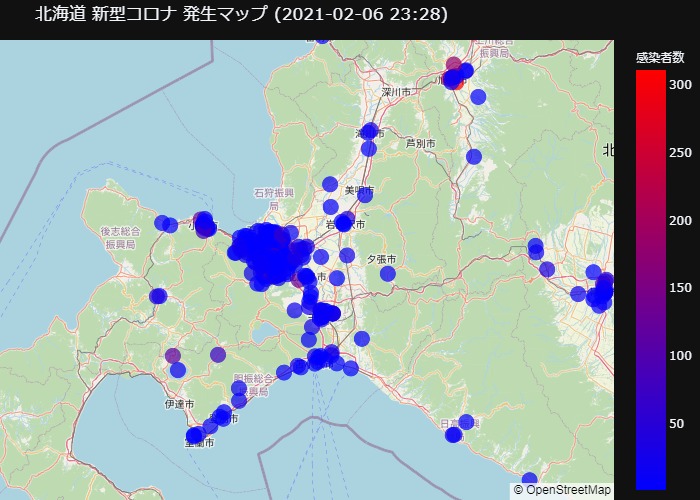 北海道 新型コロナ 発生マップ (2021-02-06 23:28)
感染者数
300
250
200
150
100
50
振興局
深川市
芦別市
石狩振興局
美唄市
後志総合振興局
夕張市
胆振総合振興局
伊達市
室蘭市
日高振興局
北
© OpenStreetMap